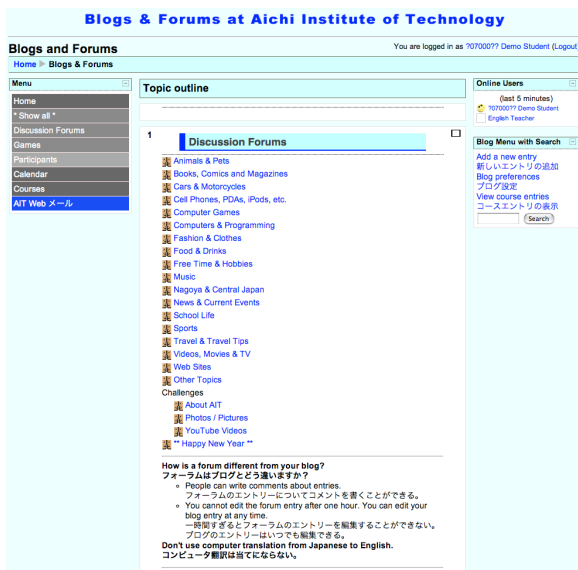 Blogs & Forums at Aichi Institute of Technology
Blogs and Forums
You are logged in as ?07000?? Demo Student (Logout)
Home Blogs & Forums
Menu
Home
* Show all *
Discussion Forums
Games
Participants
Calendar
Courses
AIT Web メール
Topic outline
1
Discussion Forums
Animals & Pets
Books, Comics and Magazines
Cars & Motorcycles
Cell Phones, PDAs, iPods, etc.
Computer Games
Computers & Programming
Fashion & Clothes
Food & Drinks
Free Time & Hobbies
Music
Nagoya & Central Japan
News & Current Events
School Life
Sports
Travel & Travel Tips
Videos, Movies & TV
Web Sites
Other Topics
Challenges
About AIT
Photos / Pictures
YouTube Videos
** Happy New Year **
How is a forum different from your blog?
フォーラムはブログとどう違いますか？
People can write comments about entries.
フォーラムのエントリーについてコメントを書くことができる。
You cannot edit the forum entry after one hour. You can edit your
blog entry at any time.
一時間すぎるとフォーラムのエントリーを編集することができない。
ブログのエントリーはいつでも編集できる。
Don't use computer translation from Japanese to English.
コンピュータ翻訳は当てにならない。
Online Users
(last 5 minutes)
?07000?? Demo Student
English Teacher
Blog Menu with Search
Add a new entry
新しいエントリの追加
Blog preferences
ブログ設定
View course entries
コースエントリの表示
Search